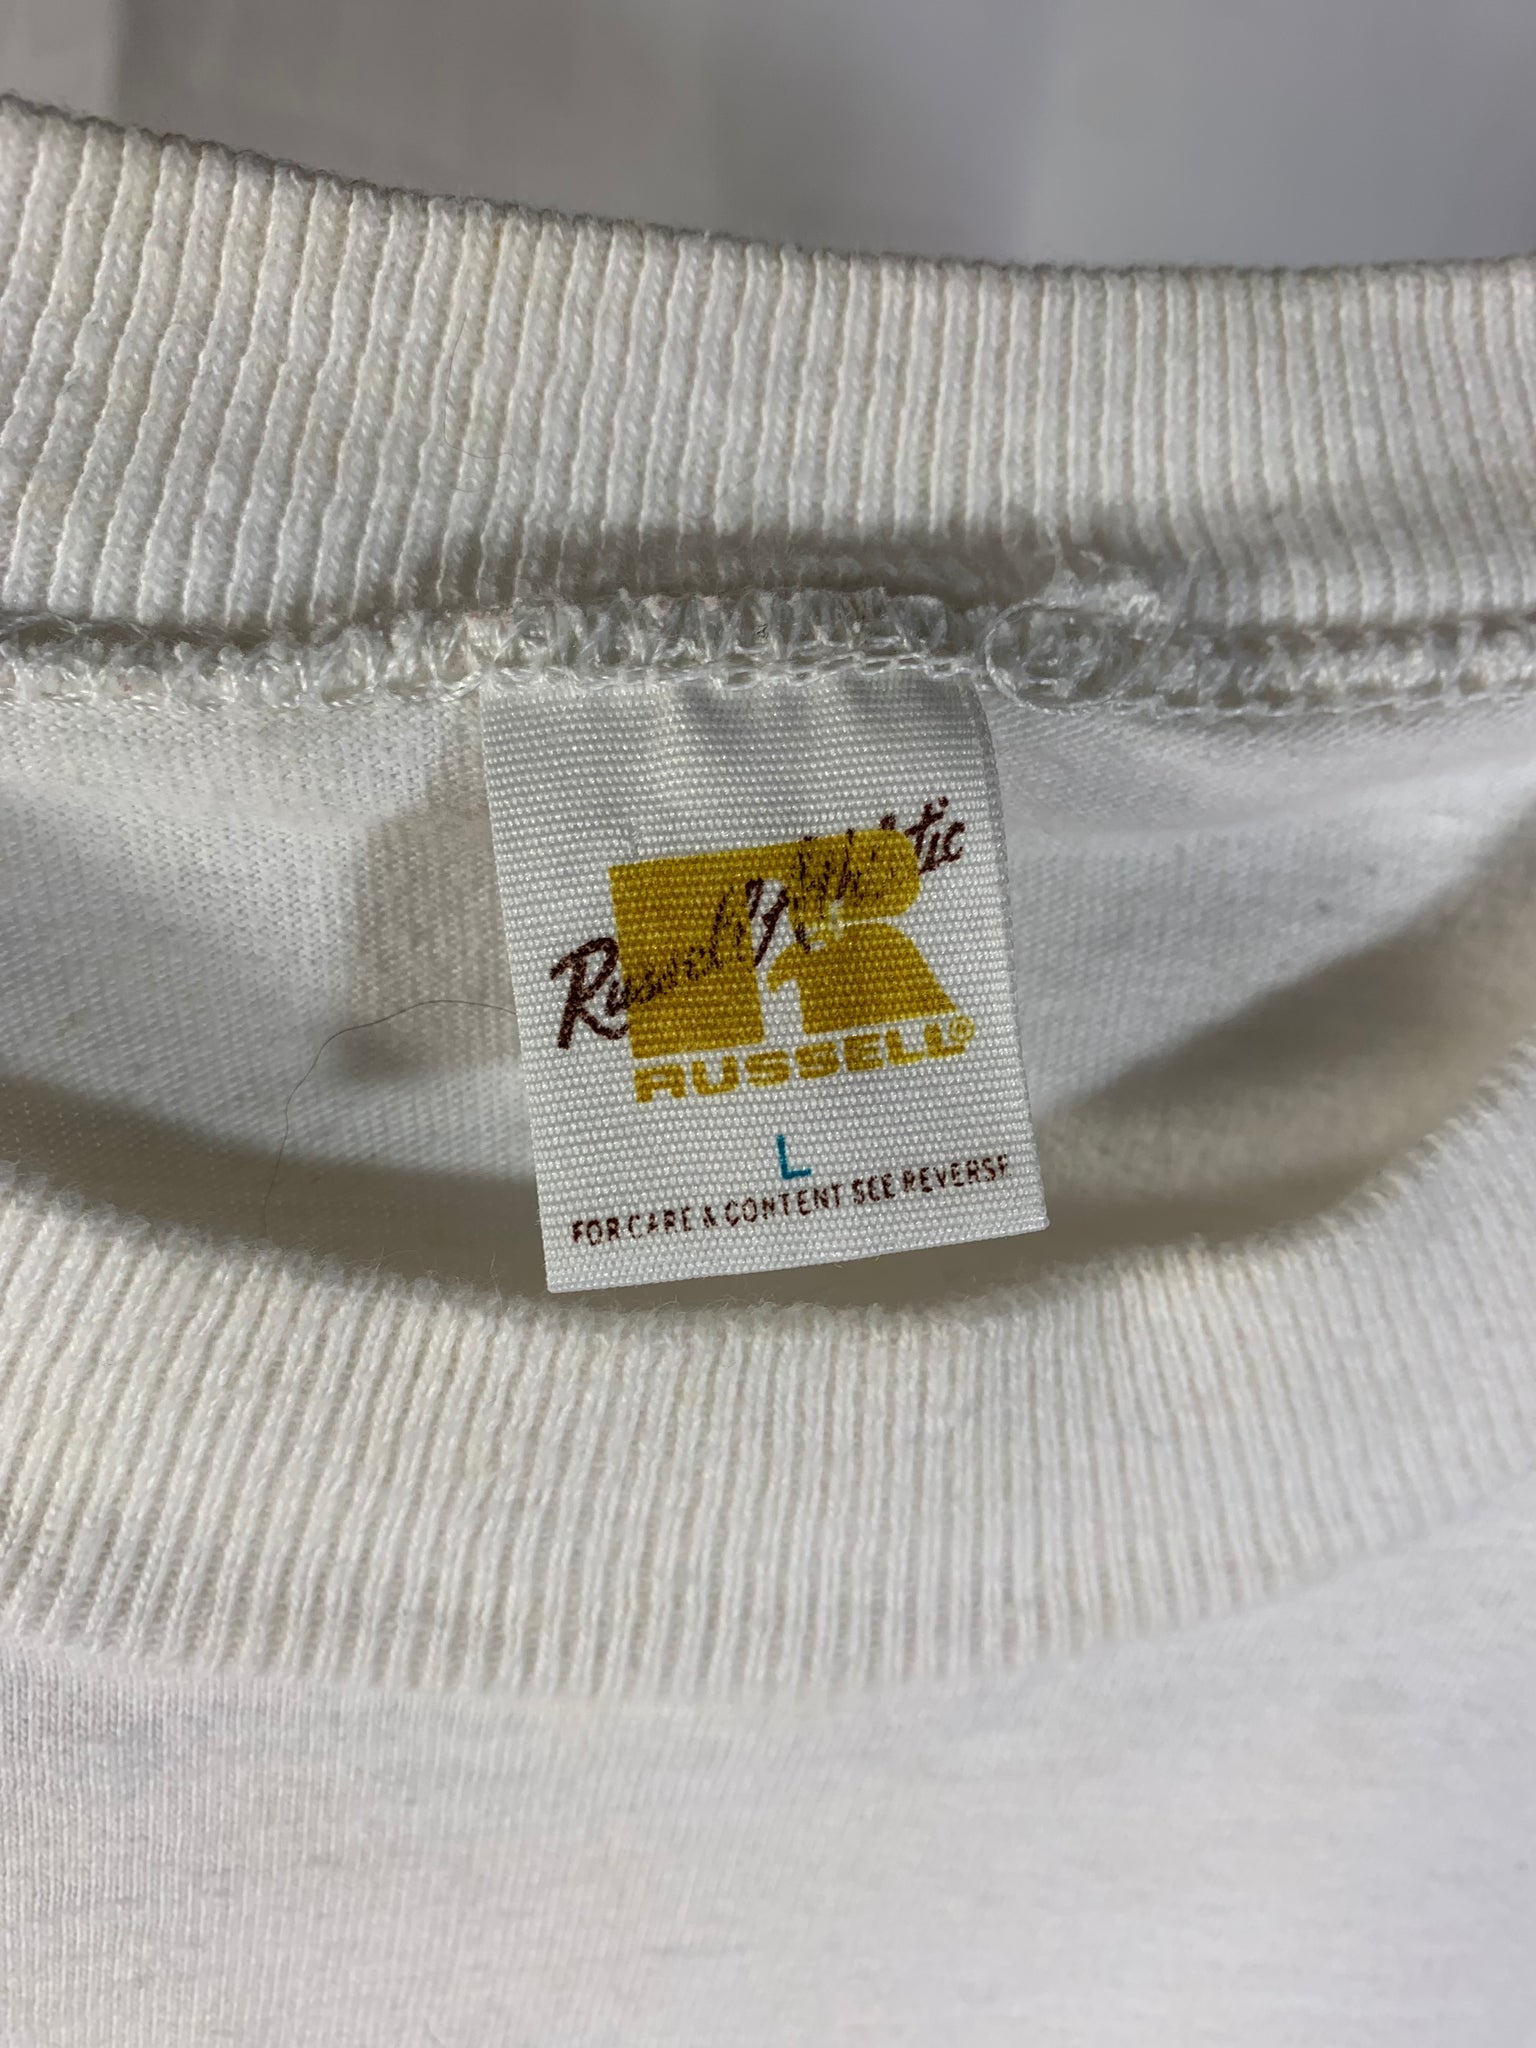 Russell Athletic
RUSSELL®
L
FOR CARE & CONTENT SEE REVERSE